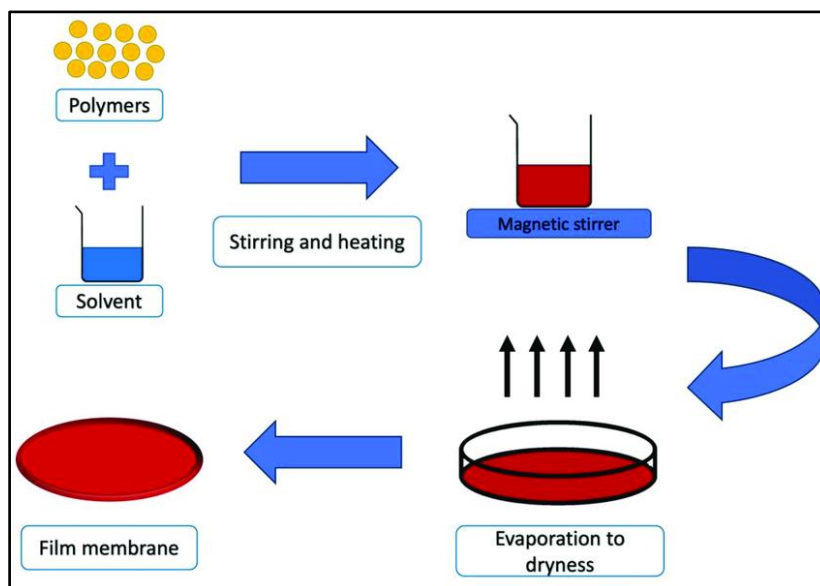 Polymers
Solvent
Stirring and heating
Magnetic stirrer
Evaporation to
dryness
Film membrane